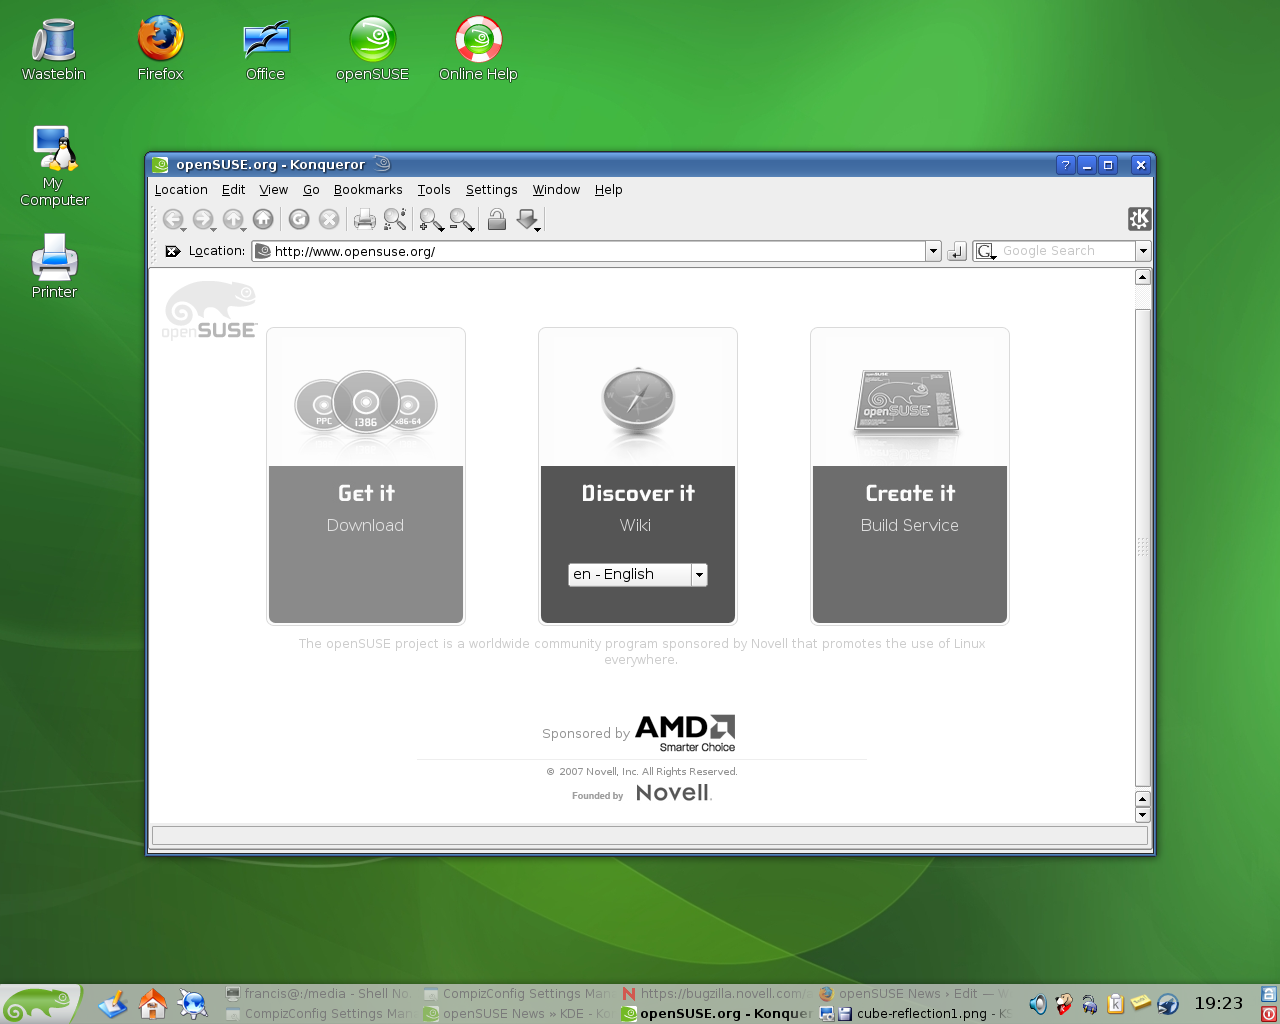 Wastebin
Firefox
Office
openSUSE
Online Help
My
Computer
Printer
openSUSE.org - Konqueror
Location Edit View Go Bookmarks Tools Settings Window Help
Location: http://www.opensuse.org/
Google Search
openSUSE
PPC i386 x86-64
openSUSE
Get it
Download
Discover it
Wiki
en - English
Create it
Build Service
The openSUSE project is a worldwide community program sponsored by Novell that promotes the use of Linux
everywhere.
Sponsored by AMD
Smarter Choice
© 2007 Novell, Inc. All Rights Reserved.
Founded by Novell.
francis@:/media - Shell No
CompizConfig Settings Man
https://bugzilla.novell.com/
openSUSE News › Edit — W
CompizConfig Settings Man
openSUSE News » KDE - Ko
openSUSE.org - Konqueror
cube-reflection1.png - KS
19:23